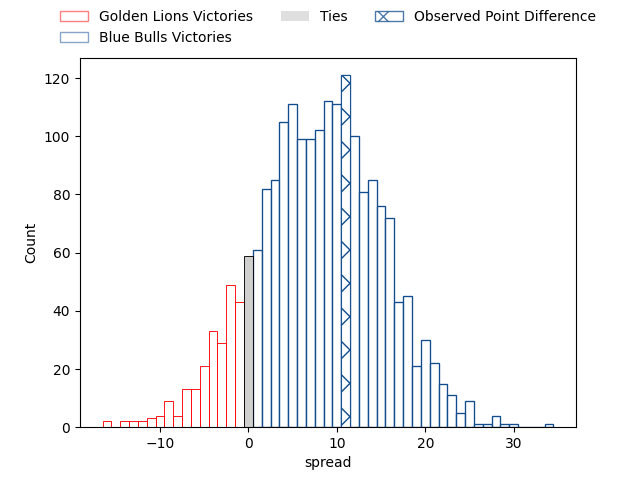 Golden Lions Victories
Blue Bulls Victories
Ties
Observed Point Difference
120
100
80
60
40
20
0
Count
−10
0
10
20
30
spread